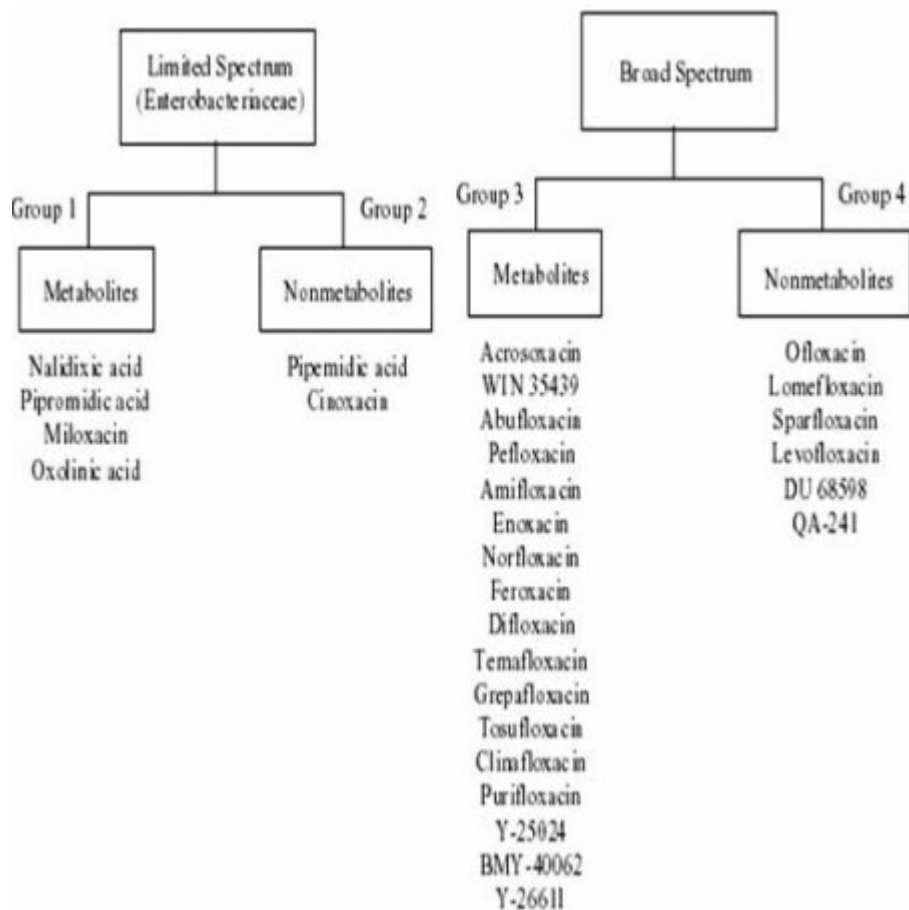 Limited Spectrum
(Enterobacteriaceae)
Broad Spectrum
Group 1
Group 2
Group 3
Group 4
Metabolites
Nonmetabolites
Metabolites
Nonmetabolites
Nalidixic acid
Pipromidic acid
Miloxacin
Oxolinic acid
Pipemidic acid
Cinoxacin
Acrosoxacin
WIN 35439
Abufloxacin
Pefloxacin
Amifloxacin
Enoxacin
Norfloxacin
Feroxacin
Difloxacin
Temafloxacin
Grepafloxacin
Tosufloxacin
Clinafloxacin
Purifloxacin
Y-25024
BMY-40062
Y-26611
Ofloxacin
Lomefloxacin
Sparfloxacin
Levofloxacin
DU 68598
QA-241